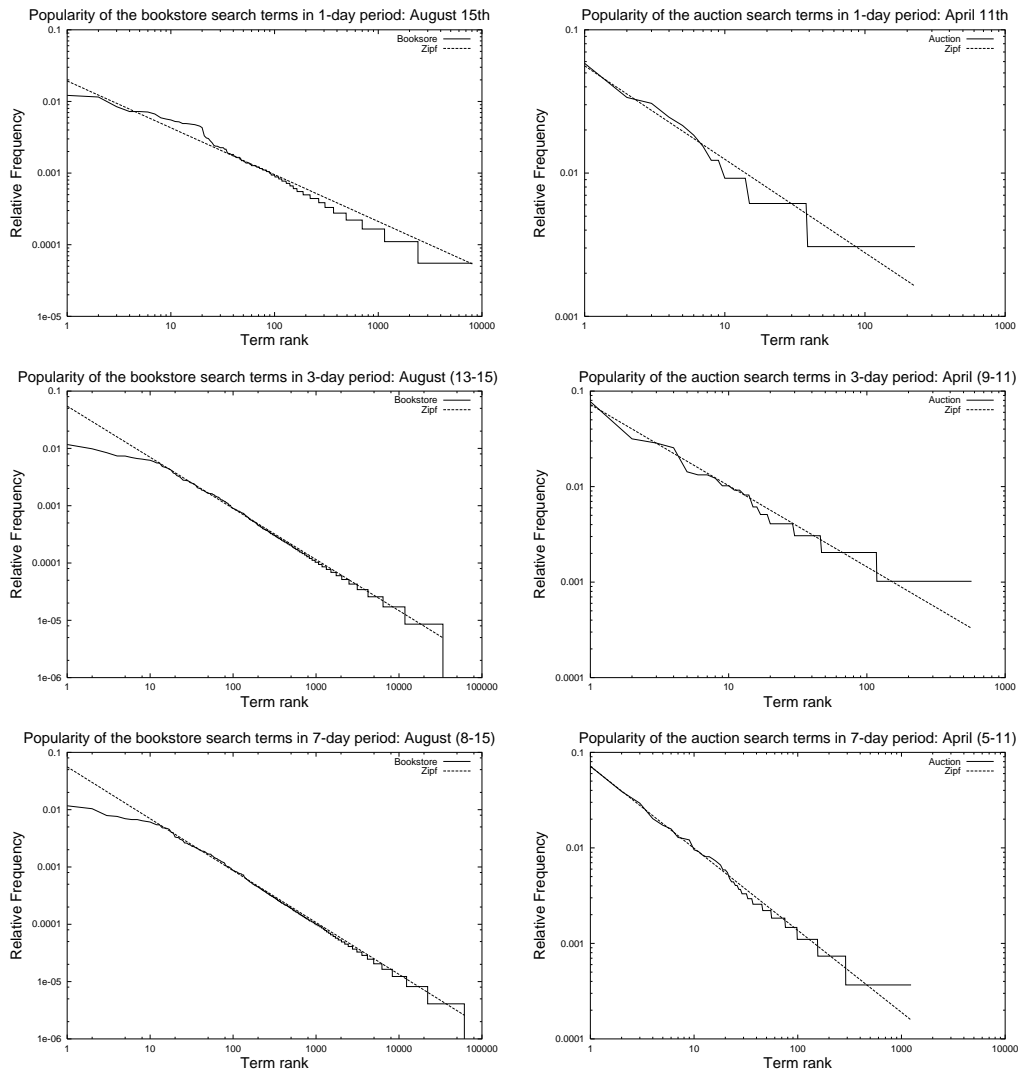 Popularity of the bookstore search terms in 1-day period: August 15th
0.1
0.01
0.001
0.0001
1e-05
1 10 100 1000 10000
Relative Frequency
Term rank
Booksore
Zipf
Popularity of the auction search terms in 1-day period: April 11th
0.1
0.01
0.001
1 10 100 1000
Relative Frequency
Term rank
Auction
Zipf
Popularity of the bookstore search terms in 3-day period: August (13-15)
0.1
0.01
0.001
0.0001
1e-05
1e-06
1 10 100 1000 10000 100000
Relative Frequency
Term rank
Bookstore
Zipf
Popularity of the auction search terms in 3-day period: April (9-11)
0.1
0.01
0.001
0.0001
1 10 100 1000
Relative Frequency
Term rank
Auction
Zipf
Popularity of the bookstore search terms in 7-day period: August (8-15)
0.1
0.01
0.001
0.0001
1e-05
1e-06
1 10 100 1000 10000 100000
Relative Frequency
Term rank
Bookstore
Zipf
Popularity of the auction search terms in 7-day period: April (5-11)
0.1
0.01
0.001
0.0001
1 10 100 1000 10000
Relative Frequency
Term rank
Auction
Zipf